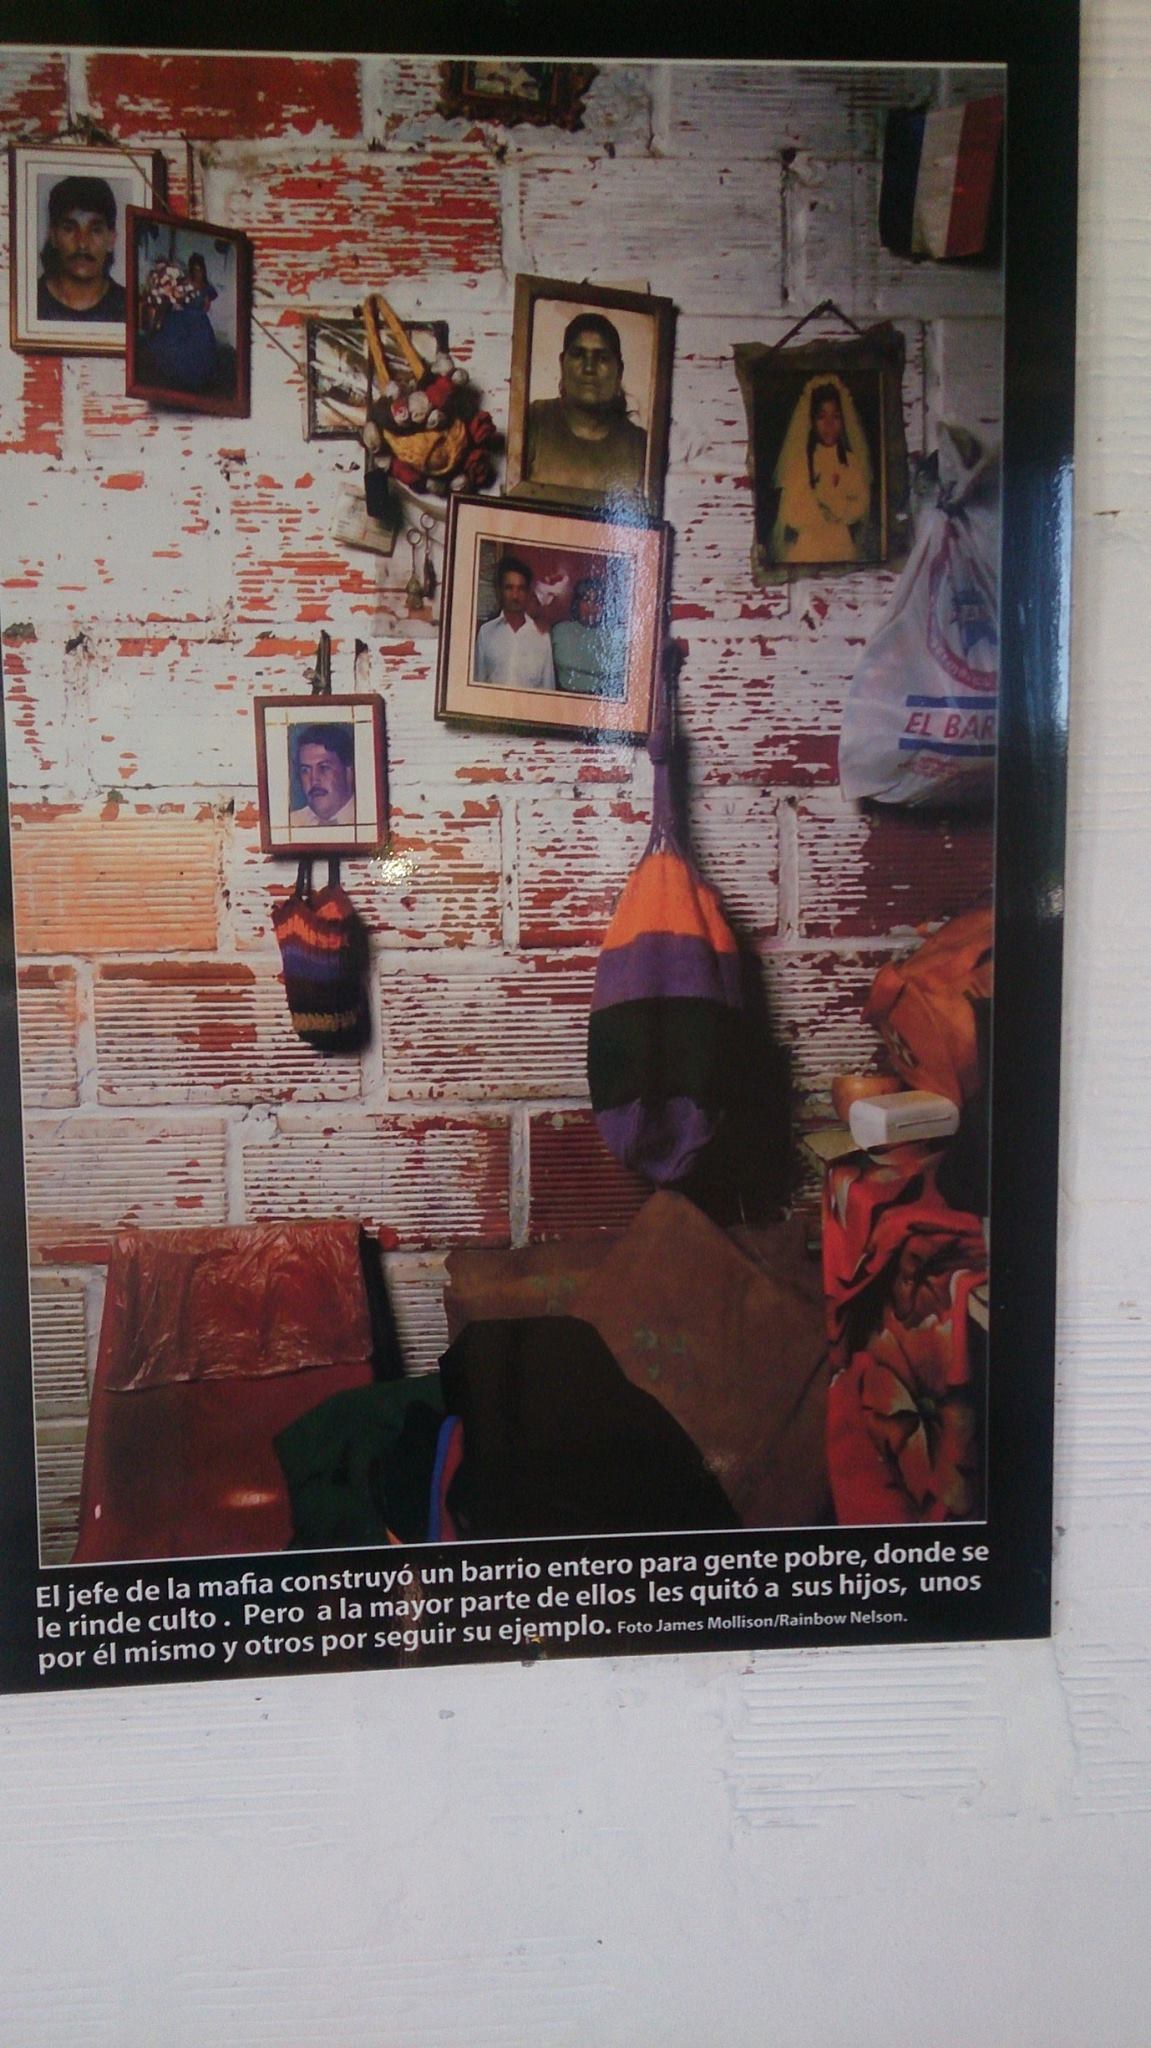 EL BAR
El jefe de la mafia construyó un barrio entero para gente pobre, donde se
le rinde culto . Pero a la mayor parte de ellos les quitó a sus hijos, unos
por él mismo y otros por seguir su ejemplo. Foto James Mollison/Rainbow Nelson.